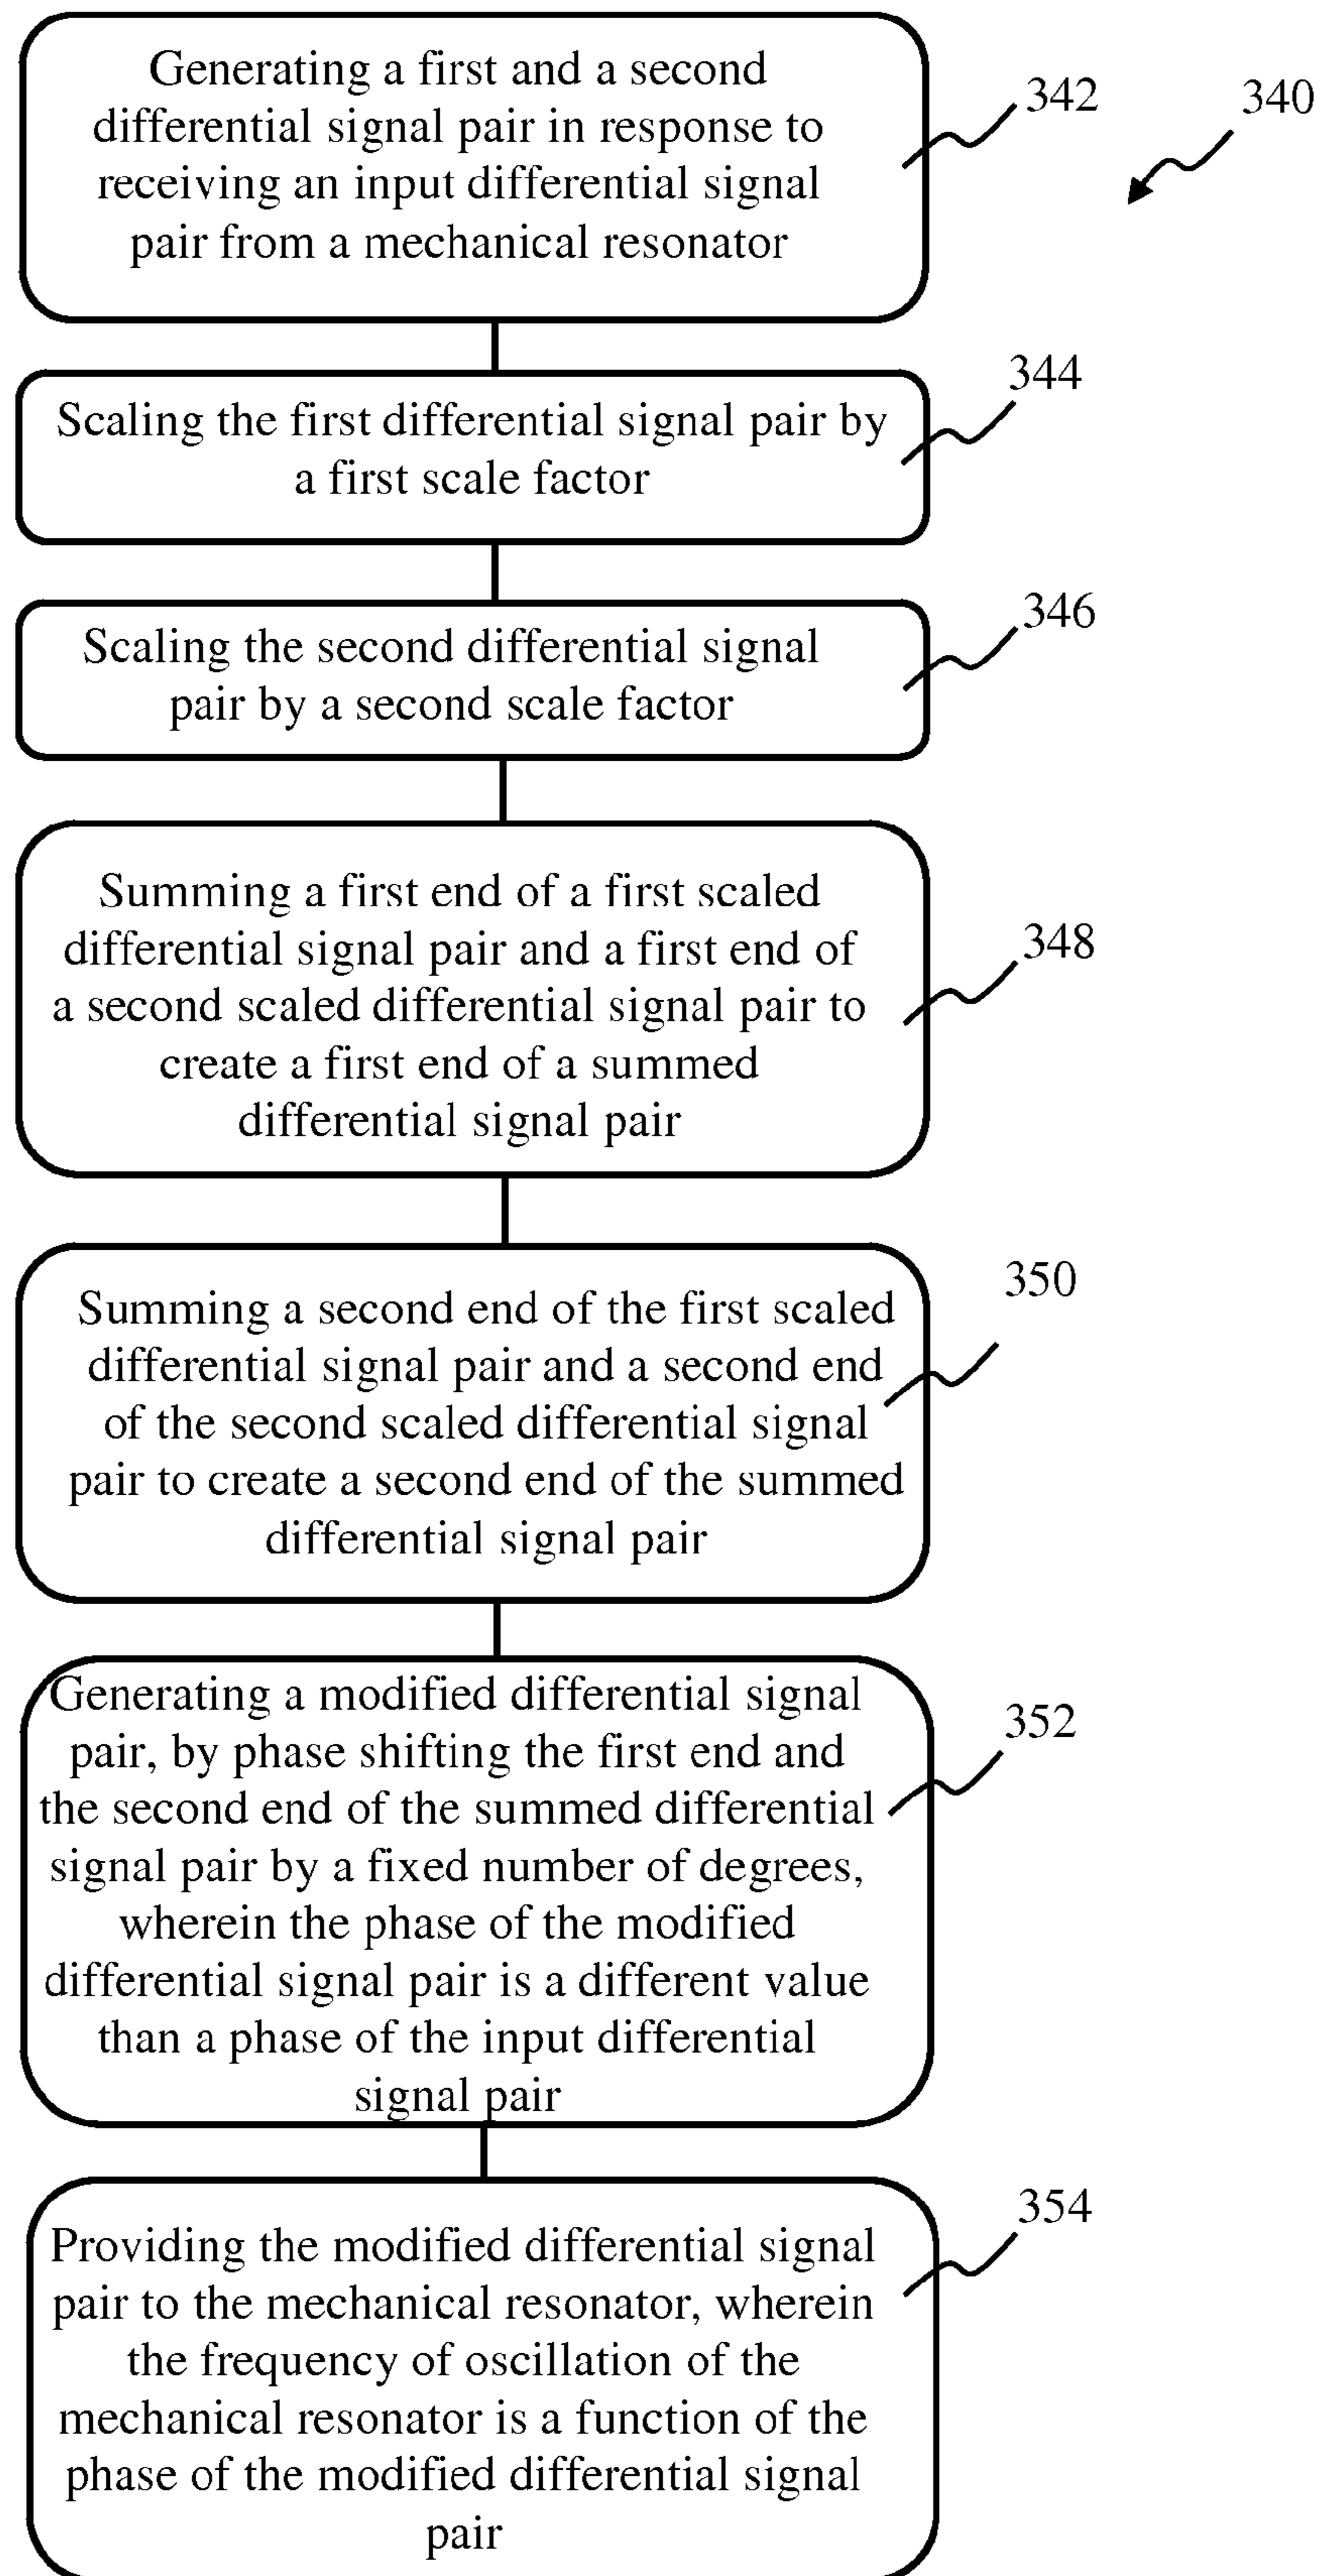 Generating a first and a second
differential signal pair in response to
receiving an input differential signal
pair from a mechanical resonator
342
340
Scaling the first differential signal pair by
a first scale factor
344
Scaling the second differential signal
pair by a second scale factor
346
Summing a first end of a first scaled
differential signal pair and a first end of
a second scaled differential signal pair to
create a first end of a summed
differential signal pair
348
Summing a second end of the first scaled
differential signal pair and a second end
of the second scaled differential signal
pair to create a second end of the summed
differential signal pair
350
Generating a modified differential signal
pair, by phase shifting the first end and
the second end of the summed differential
signal pair by a fixed number of degrees,
wherein the phase of the modified
differential signal pair is a different value
than a phase of the input differential
signal pair
352
Providing the modified differential signal
pair to the mechanical resonator, wherein
the frequency of oscillation of the
mechanical resonator is a function of the
phase of the modified differential signal
pair
354